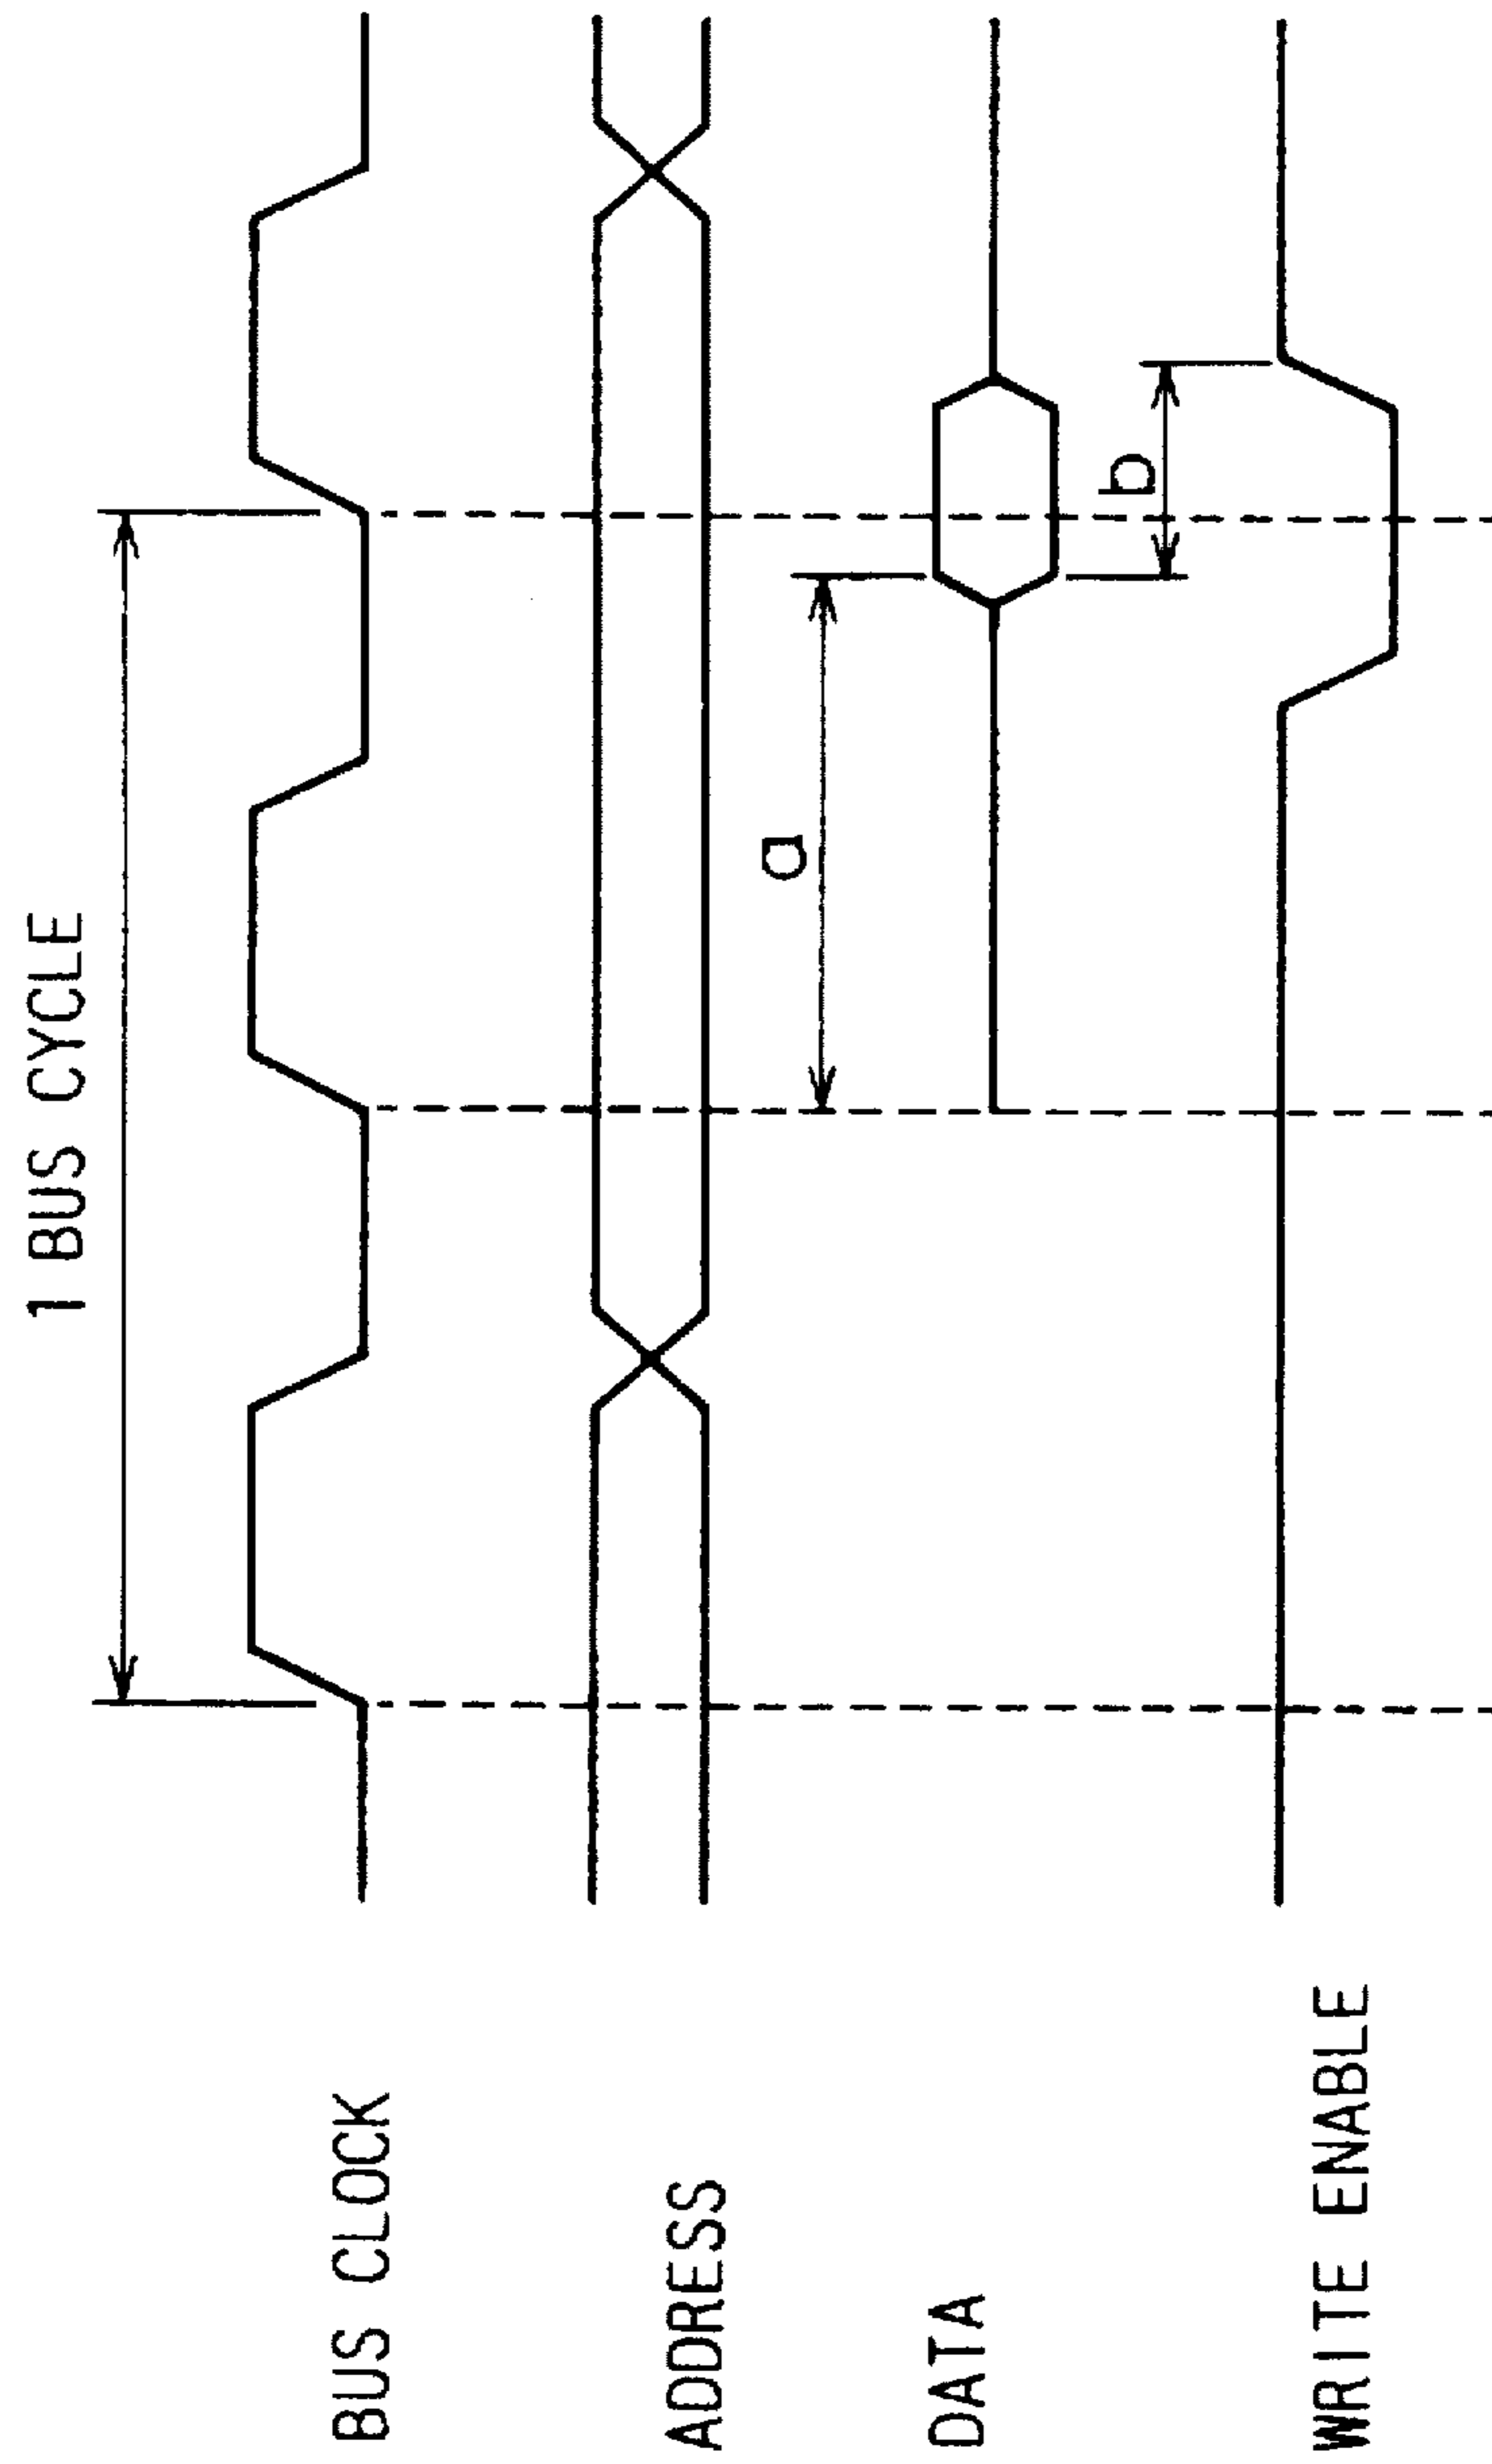 1 BUS CYCLE
BUS CLOCK
ADDRESS
a
DATA
b
WRITE ENABLE